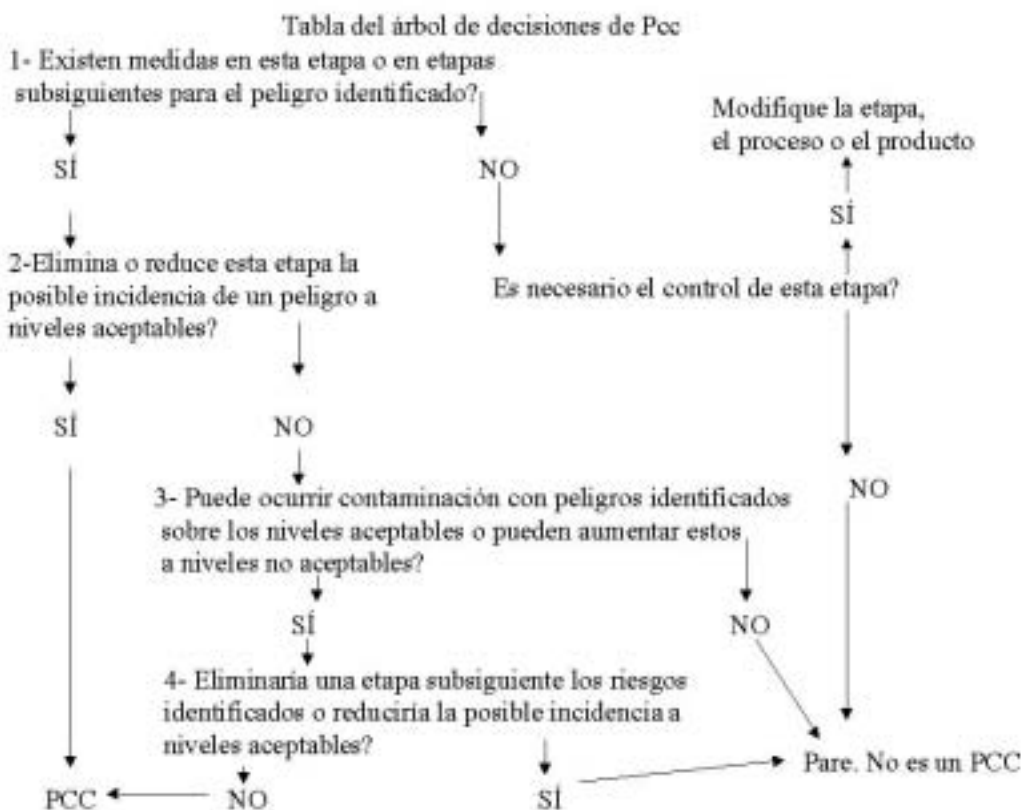 Tabla del árbol de decisiones de Pcc
1- Existen medidas en esta etapa o en etapas
subsiguientes para el peligro identificado?
Modifique la etapa,
el proceso o el producto
SÍ
NO
SÍ
2-Elimina o reduce esta etapa la
posible incidencia de un peligro a
niveles aceptables?
Es necesario el control de esta etapa?
SÍ
NO
NO
3- Puede ocurrir contaminación con peligros identificados
sobre los niveles aceptables o pueden aumentar estos
a niveles no aceptables?
SÍ
NO
4- Eliminaría una etapa subsiguiente los riesgos
identificados o reduciría la posible incidencia a
niveles aceptables?
Pare. No es un PCC
PCC
NO
SÍ